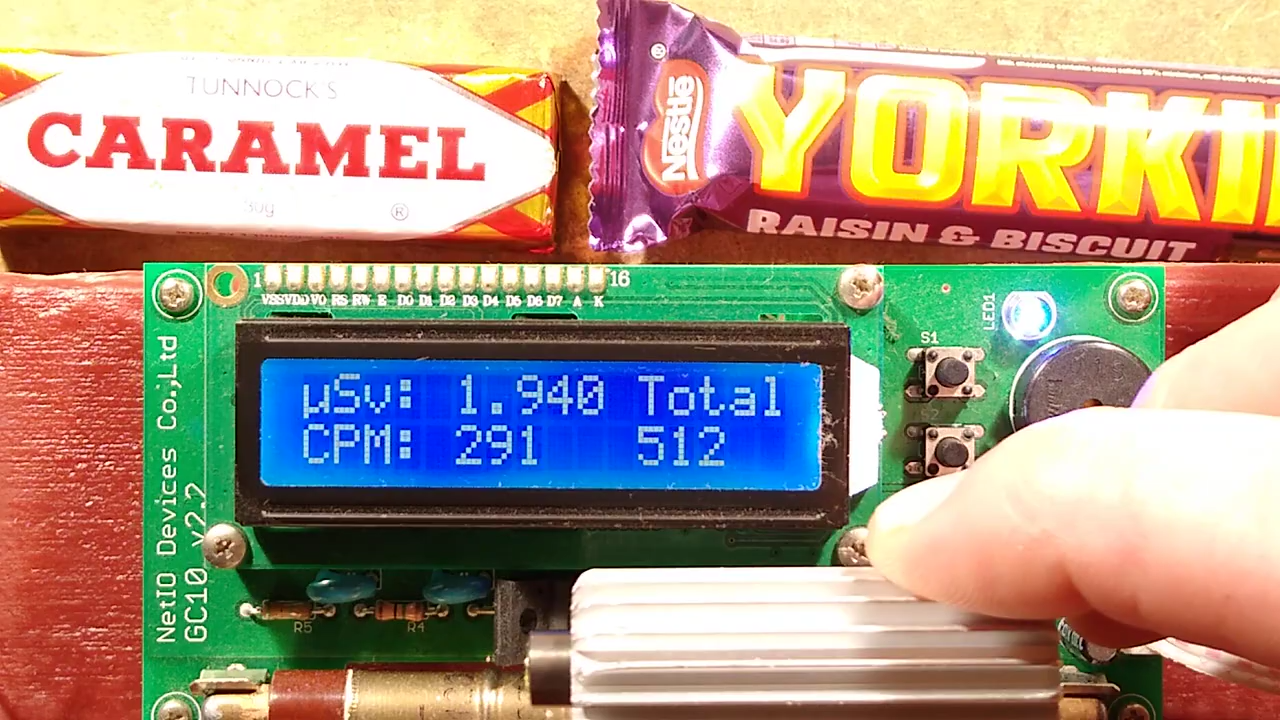 TUNNOCK'S
CARAMEL
30g
®
Nestlé
®
YORKI
RAISIN & BISCUIT
1
16
VSS VDD VO RS RW E D0 D1 D2 D3 D4 D5 D6 D7 A K
LED1
S1
S2
µSv: 1.940 Total
CPM: 291 512
NetIO Devices Co.,Ltd
GC10 v2.2
R5
R4